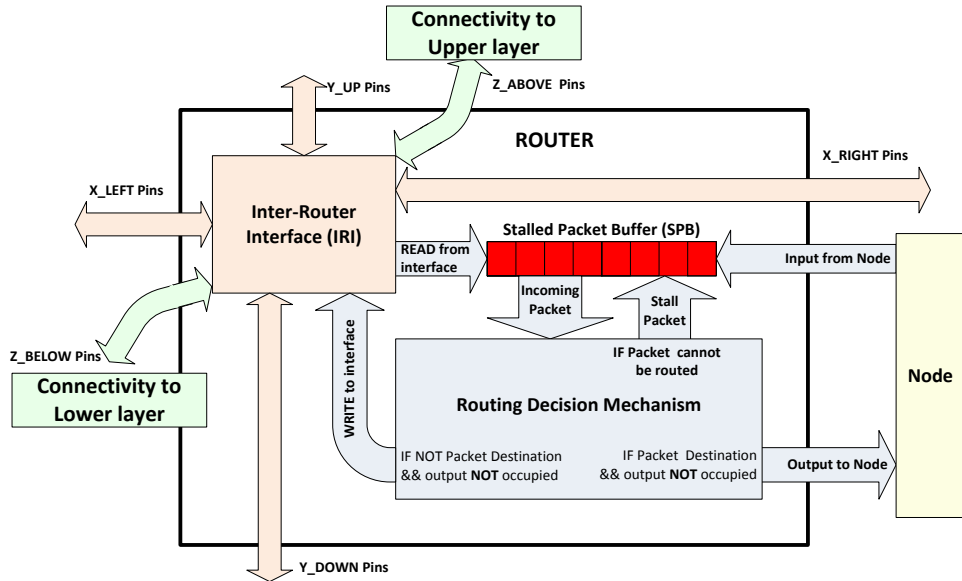 Connectivity to
Upper layer
Y_UP Pins
Z_ABOVE  Pins
ROUTER
X_RIGHT Pins
X_LEFT Pins
Inter-Router
Interface (IRI)
Stalled Packet Buffer (SPB)
READ from
interface
Input from Node
Incoming
Packet
Stall
Packet
Z_BELOW Pins
Connectivity to
Lower layer
WRITE to interface
IF Packet  cannot
be routed
Routing Decision Mechanism
Node
IF NOT Packet Destination
&& output NOT occupied
IF Packet  Destination
&& output NOT occupied
Output to Node
Y_DOWN Pins